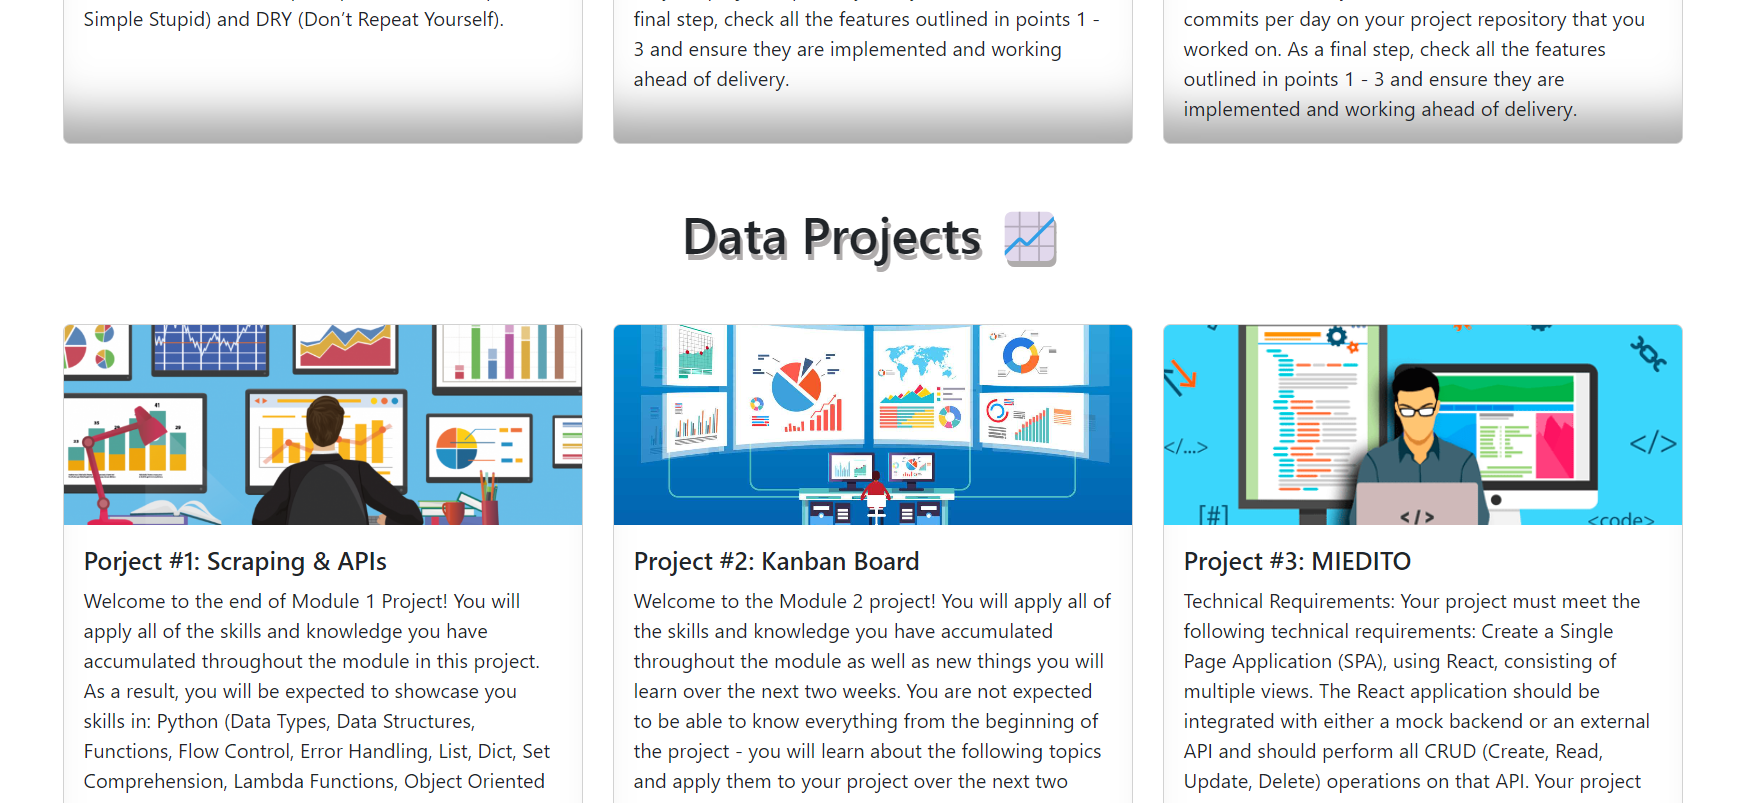 Simple Stupid) and DRY (Don’t Repeat Yourself).
final step, check all the features outlined in points 1 -
3 and ensure they are implemented and working
ahead of delivery.
commits per day on your project repository that you
worked on. As a final step, check all the features
outlined in points 1 - 3 and ensure they are
implemented and working ahead of delivery.
Data Projects
41
</...>
</>
[#]
</>
<code>
Porject #1: Scraping & APIs
Welcome to the end of Module 1 Project! You will
apply all of the skills and knowledge you have
accumulated throughout the module in this project.
As a result, you will be expected to showcase you
skills in: Python (Data Types, Data Structures,
Functions, Flow Control, Error Handling, List, Dict, Set
Comprehension, Lambda Functions, Object Oriented
Project #2: Kanban Board
Welcome to the Module 2 project! You will apply all of
the skills and knowledge you have accumulated
throughout the module as well as new things you will
learn over the next two weeks. You are not expected
to be able to know everything from the beginning of
the project - you will learn about the following topics
and apply them to your project over the next two
Project #3: MIEDITO
Technical Requirements: Your project must meet the
following technical requirements: Create a Single
Page Application (SPA), using React, consisting of
multiple views. The React application should be
integrated with either a mock backend or an external
API and should perform all CRUD (Create, Read,
Update, Delete) operations on that API. Your project